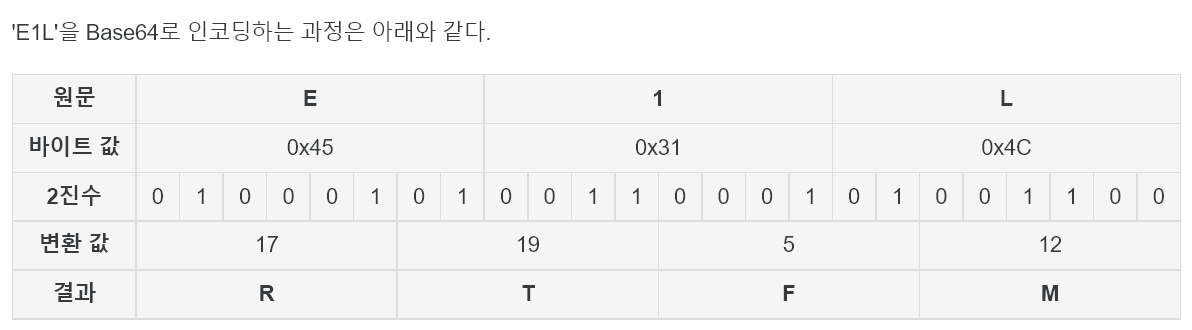 'E1L'을 Base64로 인코딩하는 과정은 아래와 같다.
원문 E 1 L
바이트 값 0x45 0x31 0x4C
2진수 0 1 0 0 0 1 0 1 0 0 1 1 0 0 0 1 0 1 0 0 1 1 0 0
변환 값 17 19 5 12
결과 R T F M